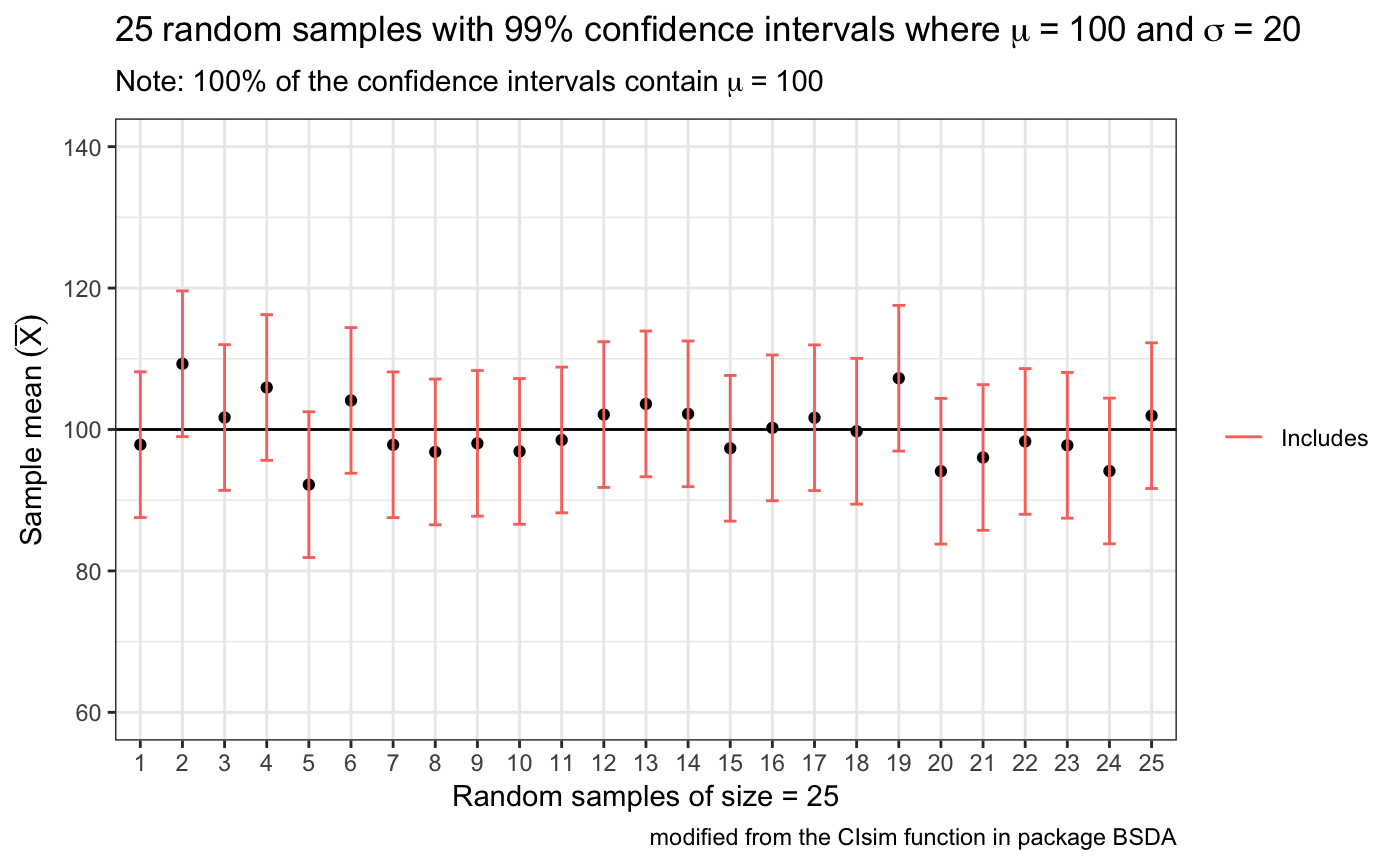 25 random samples with 99% confidence intervals where μ = 100 and σ = 20
Note: 100% of the confidence intervals contain μ = 100
140
120
100
80
60
Sample mean (X̅)
1 2 3 4 5 6 7 8 9 10 11 12 13 14 15 16 17 18 19 20 21 22 23 24 25
Random samples of size = 25
Includes
modified from the CIsim function in package BSDA